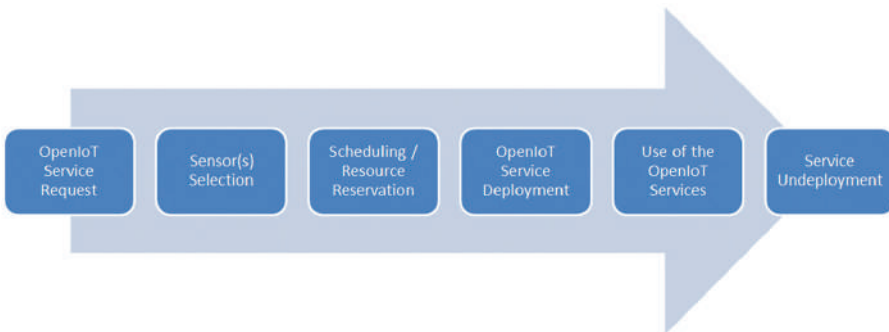 OpenIoT
Service
Request
Sensor(s)
Selection
Scheduling /
Resource
Reservation
OpenIoT
Service
Deployment
Use of the
OpenIoT
Services
Service
Undeployment